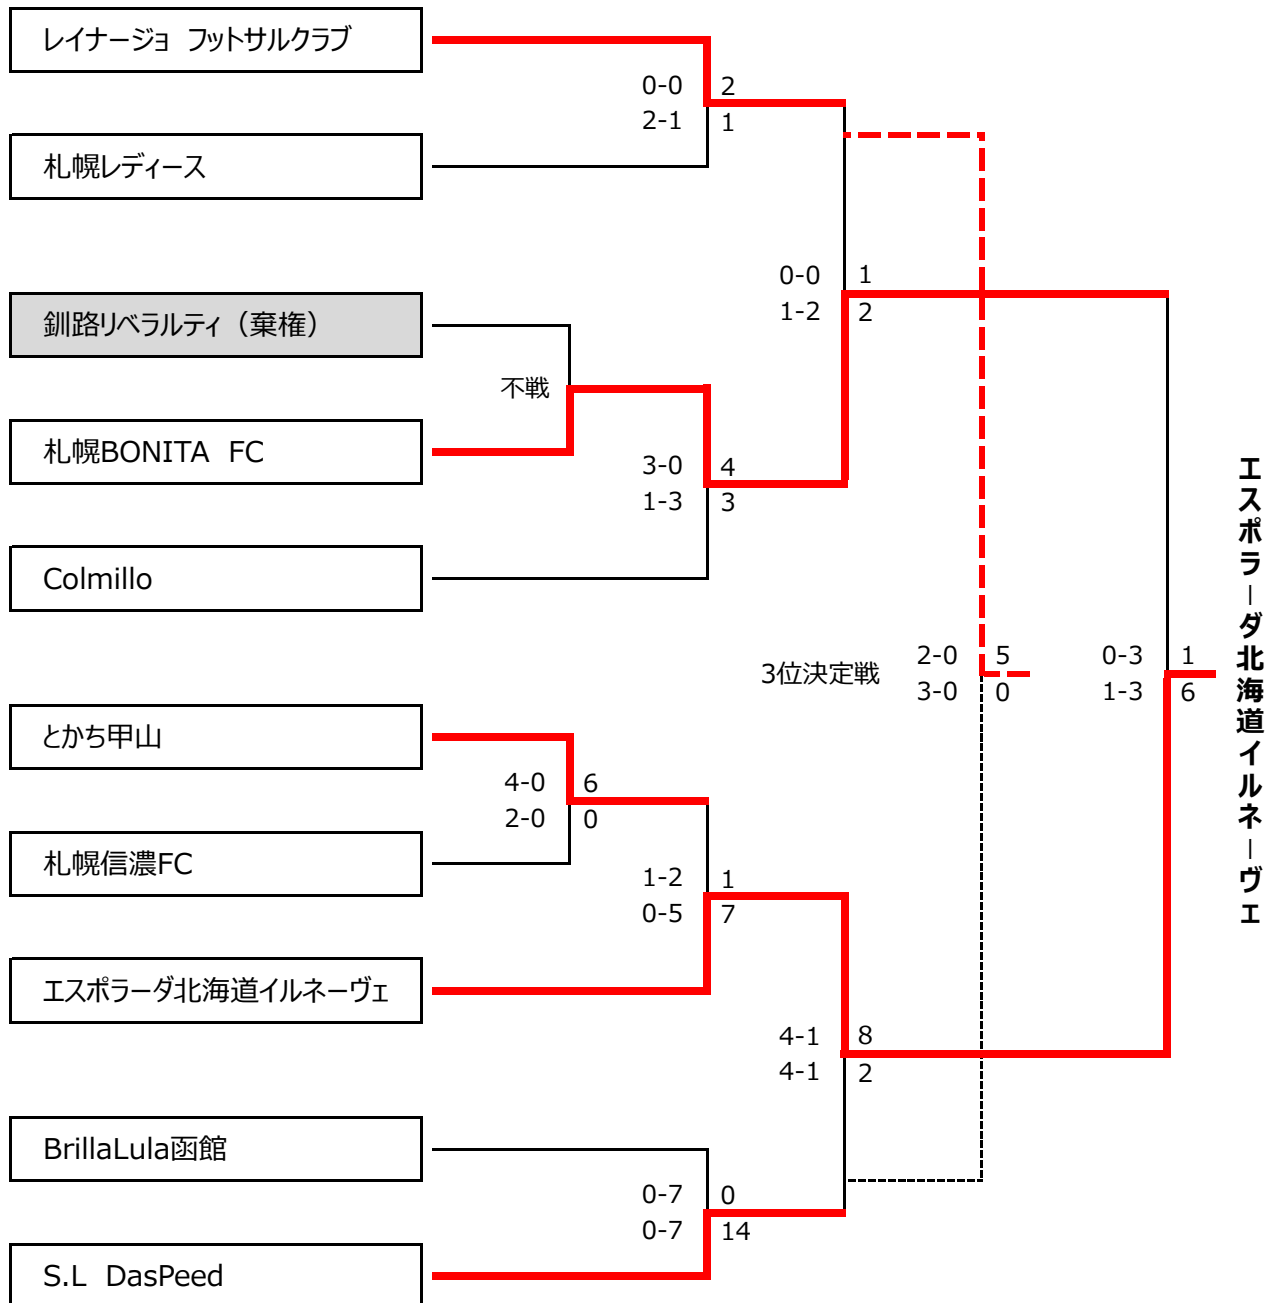 レイナージョ　フットサルクラブ
0-0 2
2-1 1
札幌レディース
0-0 1
1-2 2
釧路リベラルティ（棄権）
不戦
札幌BONITA　FC
3-0 4
1-3 3
Colmillo
3位決定戦
2-0 5
3-0 0
0-3 1
1-3 6
エスポラーダ北海道イルネーヴェ
とかち甲山
4-0 6
2-0 0
札幌信濃FC
1-2 1
0-5 7
エスポラーダ北海道イルネーヴェ
4-1 8
4-1 2
BrillaLula函館
0-7 0
0-7 14
S.L　DasPeed